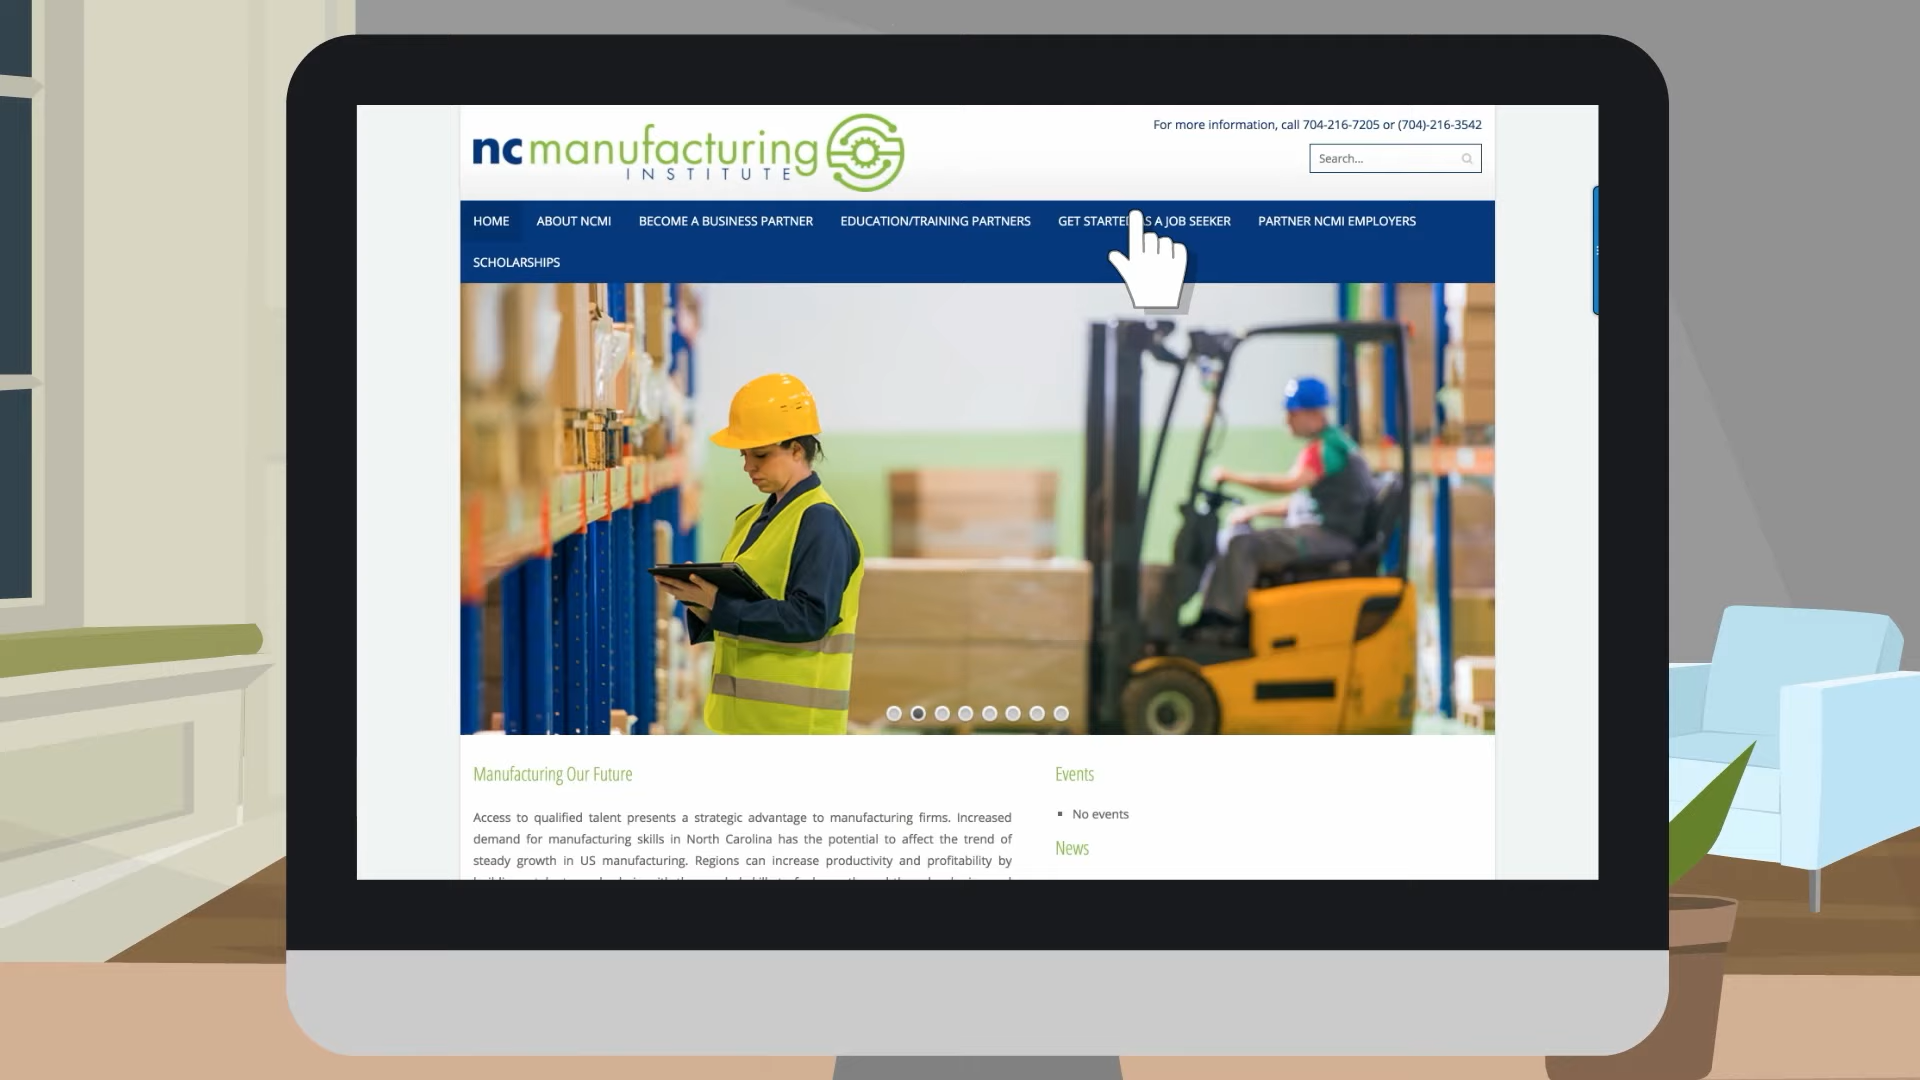 ncmanufacturing
INSTITUTE
For more information, call 704-216-7205 or (704)-216-3542
Search...
HOME ABOUT NCMI BECOME A BUSINESS PARTNER EDUCATION/TRAINING PARTNERS GET STARTED S A JOB SEEKER PARTNER NCMI EMPLOYERS
SCHOLARSHIPS
Manufacturing Our Future
Access to qualified talent presents a strategic advantage to manufacturing firms. Increased
demand for manufacturing skills in North Carolina has the potential to affect the trend of
steady growth in US manufacturing. Regions can increase productivity and profitability by
Events
No events
News